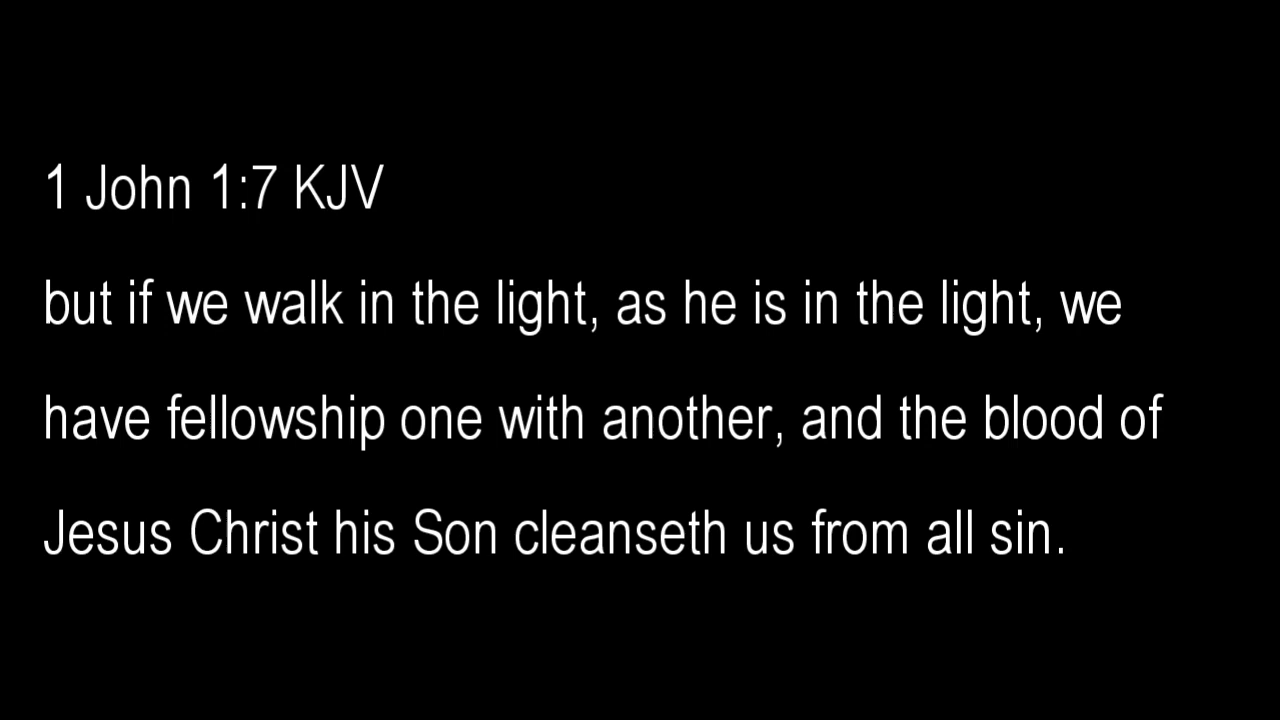 1 John 1:7 KJV
but if we walk in the light, as he is in the light, we
have fellowship one with another, and the blood of
Jesus Christ his Son cleanseth us from all sin.